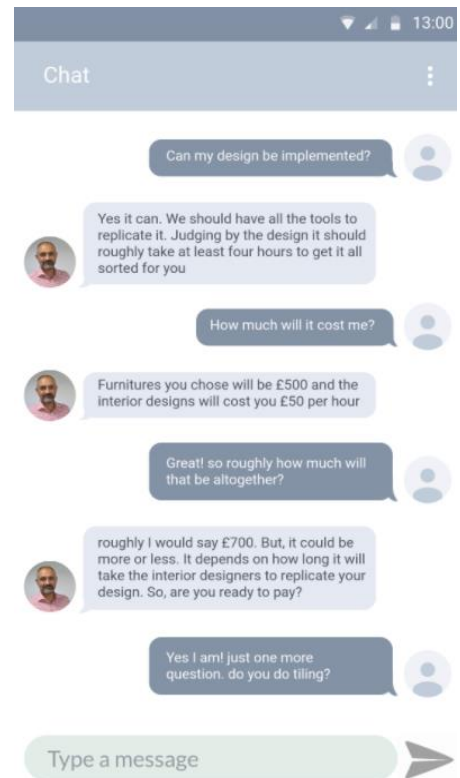 13:00
Chat
Can my design be implemented?
Yes it can. We should have all the tools to
replicate it. Judging by the design it should
roughly take at least four hours to get it all
sorted for you
How much will it cost me?
Furnitures you chose will be £500 and the
interior designs will cost you £50 per hour
Great! so roughly how much will
that be altogether?
roughly I would say £700. But, it could be
more or less. It depends on how long it will
take the interior designers to replicate your
design. So, are you ready to pay?
Yes I am! just one more
question. do you do tiling?
Type a message